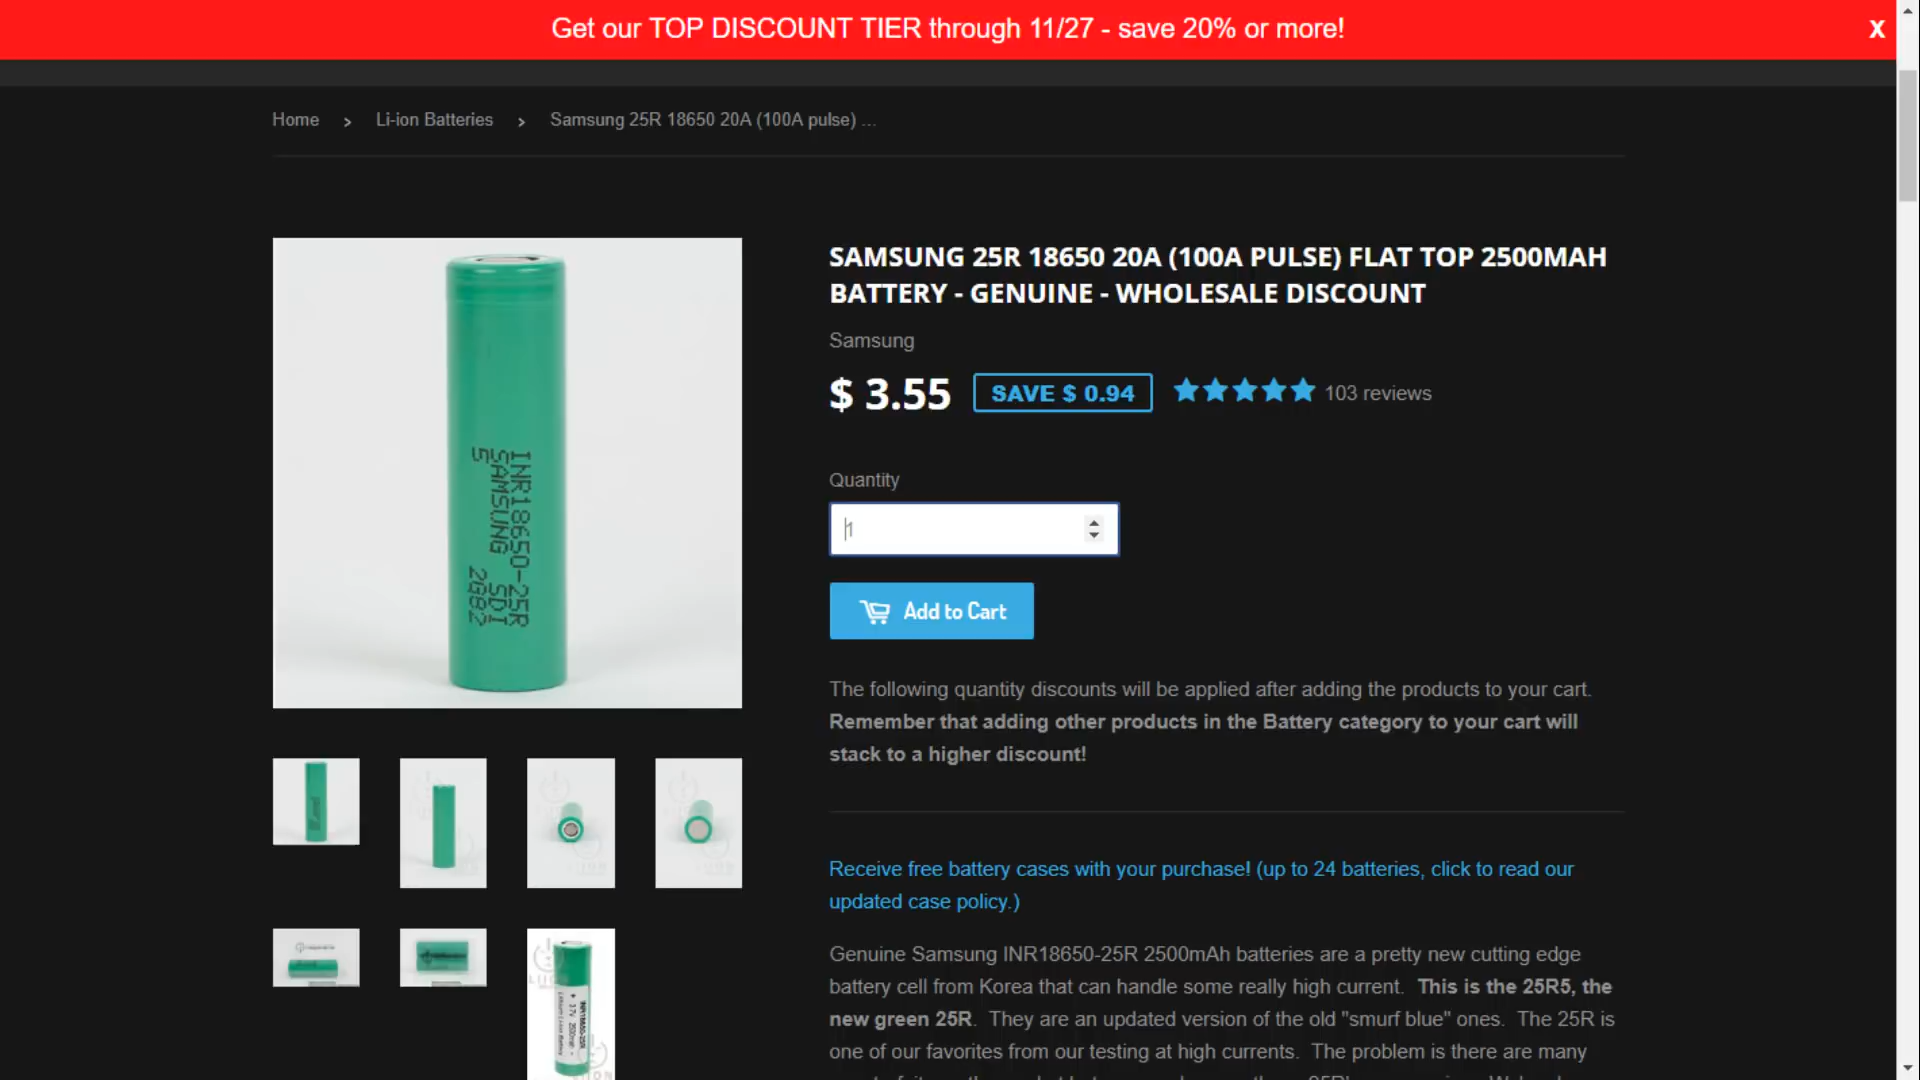 Get our TOP DISCOUNT TIER through 11/27 - save 20% or more!
X
Home › Li-ion Batteries › Samsung 25R 18650 20A (100A pulse) ...
SAMSUNG 25R 18650 20A (100A PULSE) FLAT TOP 2500MAH
BATTERY - GENUINE - WHOLESALE DISCOUNT
Samsung
$ 3.55 SAVE $ 0.94 103 reviews
Quantity
1
Add to Cart
The following quantity discounts will be applied after adding the products to your cart.
Remember that adding other products in the Battery category to your cart will
stack to a higher discount!
Receive free battery cases with your purchase! (up to 24 batteries, click to read our
updated case policy.)
Genuine Samsung INR18650-25R 2500mAh batteries are a pretty new cutting edge
battery cell from Korea that can handle some really high current. This is the 25R5, the
new green 25R. They are an updated version of the old "smurf blue" ones. The 25R is
one of our favorites from our testing at high currents. The problem is there are many
INR18650-25R
SAMSUNG SDI
5 2G82
INR18650-25R